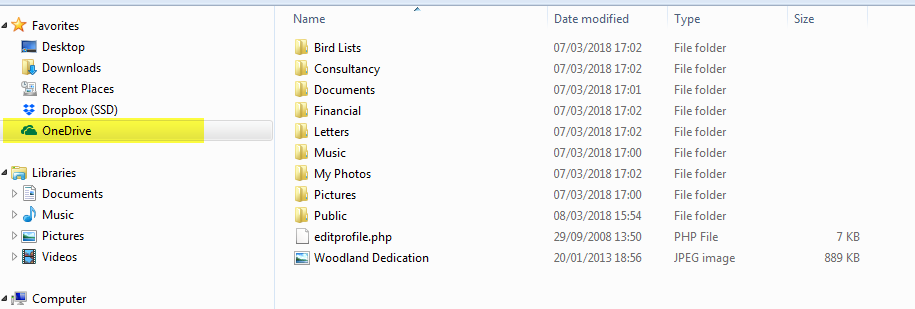 Favorites
Desktop
Downloads
Recent Places
Dropbox (SSD)
OneDrive
Libraries
Documents
Music
Pictures
Videos
Computer
Name Date modified Type Size
Bird Lists 07/03/2018 17:02 File folder
Consultancy 07/03/2018 17:02 File folder
Documents 07/03/2018 17:01 File folder
Financial 07/03/2018 17:02 File folder
Letters 07/03/2018 17:02 File folder
Music 07/03/2018 17:00 File folder
My Photos 07/03/2018 17:02 File folder
Pictures 07/03/2018 17:00 File folder
Public 08/03/2018 15:54 File folder
editprofile.php 29/09/2008 13:50 PHP File 7 KB
Woodland Dedication 20/01/2013 18:56 JPEG image 889 KB